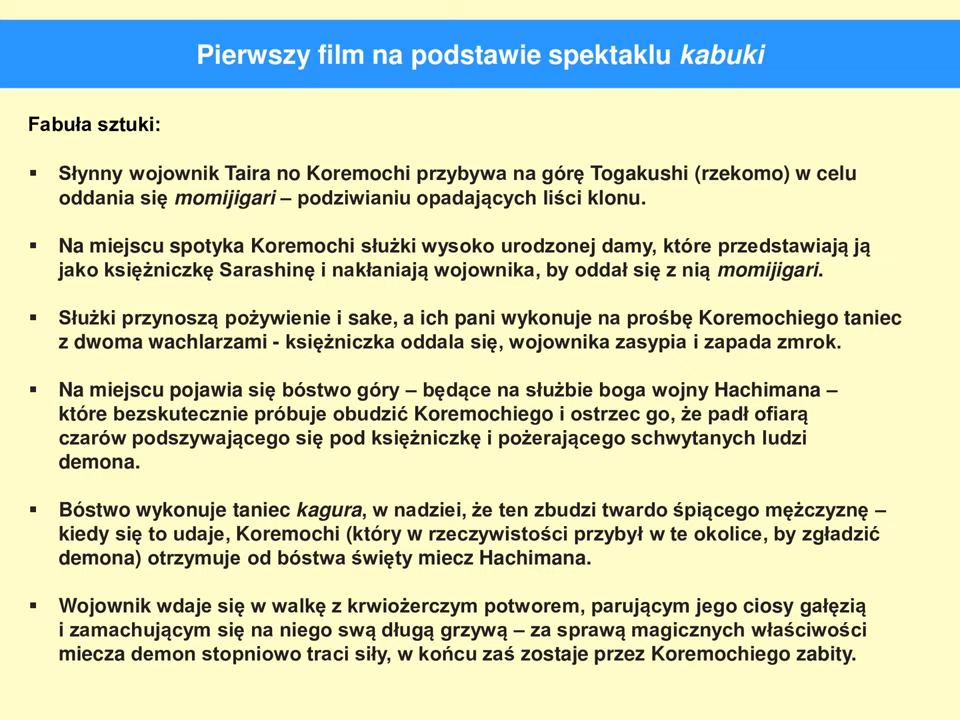 Pierwszy film na podstawie spektaklu kabuki
Fabuła sztuki:
▪ Słynny wojownik Taira no Koremochi przybywa na górę Togakushi (rzekomo) w celu
oddania się momijigari – podziwianiu opadających liści klonu.
▪ Na miejscu spotyka Koremochi służki wysoko urodzonej damy, które przedstawiają ją
jako księżniczkę Sarashinę i nakłaniają wojownika, by oddał się z nią momijigari.
▪ Służki przynoszą pożywienie i sake, a ich pani wykonuje na prośbę Koremochiego taniec
z dwoma wachlarzami - księżniczka oddala się, wojownika zasypia i zapada zmrok.
▪ Na miejscu pojawia się bóstwo góry – będące na służbie boga wojny Hachimana –
które bezskutecznie próbuje obudzić Koremochiego i ostrzec go, że padł ofiarą
czarów podszywającego się pod księżniczkę i pożerającego schwytanych ludzi
demona.
▪ Bóstwo wykonuje taniec kagura, w nadziei, że ten zbudzi twardo śpiącego mężczyznę –
kiedy się to udaje, Koremochi (który w rzeczywistości przybył w te okolice, by zgładzić
demona) otrzymuje od bóstwa święty miecz Hachimana.
▪ Wojownik wdaje się w walkę z krwiożerczym potworem, parującym jego ciosy gałęzią
i zamachującym się na niego swą długą grzywą – za sprawą magicznych właściwości
miecza demon stopniowo traci siły, w końcu zaś zostaje przez Koremochiego zabity.